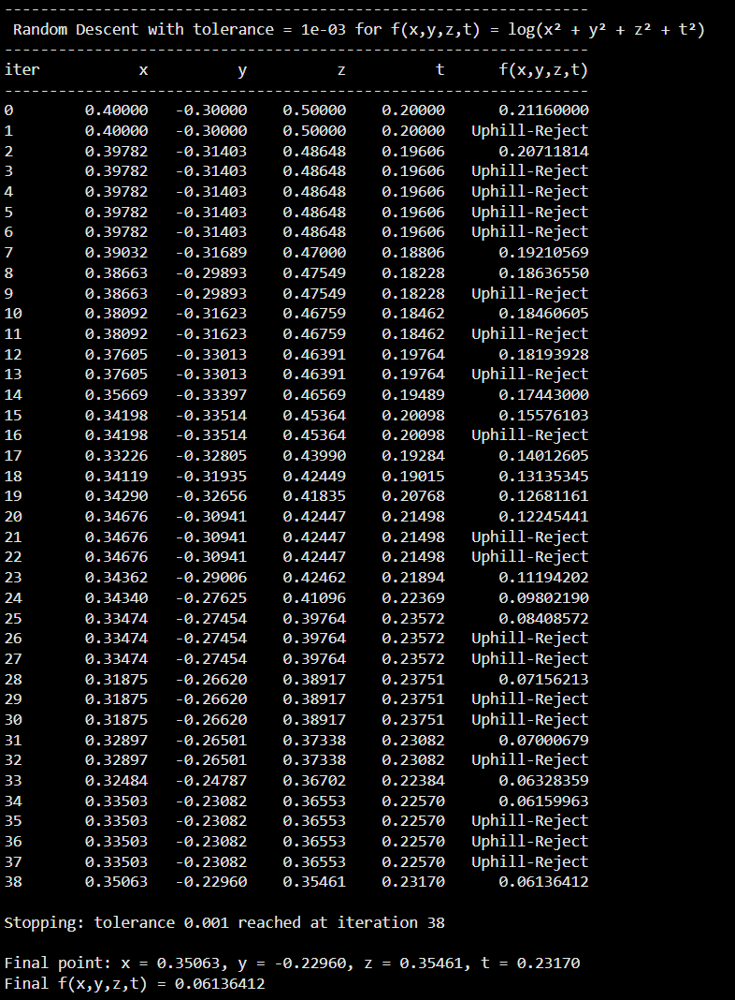 -----------------------------------------------------------------
Random Descent with tolerance = 1e-03 for f(x,y,z,t) = log(x² + y² + z² + t²)
-----------------------------------------------------------------
iter x y z t f(x,y,z,t)
-----------------------------------------------------------------
0 0.40000 -0.30000 0.50000 0.20000 0.21160000
1 0.40000 -0.30000 0.50000 0.20000 Uphill-Reject
2 0.39782 -0.31403 0.48648 0.19606 0.20711814
3 0.39782 -0.31403 0.48648 0.19606 Uphill-Reject
4 0.39782 -0.31403 0.48648 0.19606 Uphill-Reject
5 0.39782 -0.31403 0.48648 0.19606 Uphill-Reject
6 0.39782 -0.31403 0.48648 0.19606 Uphill-Reject
7 0.39032 -0.31689 0.47000 0.18806 0.19210569
8 0.38663 -0.29893 0.47549 0.18228 0.18636550
9 0.38663 -0.29893 0.47549 0.18228 Uphill-Reject
10 0.38092 -0.31623 0.46759 0.18462 0.18460605
11 0.38092 -0.31623 0.46759 0.18462 Uphill-Reject
12 0.37605 -0.33013 0.46391 0.19764 0.18193928
13 0.37605 -0.33013 0.46391 0.19764 Uphill-Reject
14 0.35669 -0.33397 0.46569 0.19489 0.17443000
15 0.34198 -0.33514 0.45364 0.20098 0.15576103
16 0.34198 -0.33514 0.45364 0.20098 Uphill-Reject
17 0.33226 -0.32805 0.43990 0.19284 0.14012605
18 0.34119 -0.31935 0.42449 0.19015 0.13135345
19 0.34290 -0.32656 0.41835 0.20768 0.12681161
20 0.34676 -0.30941 0.42447 0.21498 0.12245441
21 0.34676 -0.30941 0.42447 0.21498 Uphill-Reject
22 0.34676 -0.30941 0.42447 0.21498 Uphill-Reject
23 0.34362 -0.29006 0.42462 0.21894 0.11194202
24 0.34340 -0.27625 0.41096 0.22369 0.09802190
25 0.33474 -0.27454 0.39764 0.23572 0.08408572
26 0.33474 -0.27454 0.39764 0.23572 Uphill-Reject
27 0.33474 -0.27454 0.39764 0.23572 Uphill-Reject
28 0.31875 -0.26620 0.38917 0.23751 0.07156213
29 0.31875 -0.26620 0.38917 0.23751 Uphill-Reject
30 0.31875 -0.26620 0.38917 0.23751 Uphill-Reject
31 0.32897 -0.26501 0.37338 0.23082 0.07000679
32 0.32897 -0.26501 0.37338 0.23082 Uphill-Reject
33 0.32484 -0.24787 0.36702 0.22384 0.06328359
34 0.33503 -0.23082 0.36553 0.22570 0.06159963
35 0.33503 -0.23082 0.36553 0.22570 Uphill-Reject
36 0.33503 -0.23082 0.36553 0.22570 Uphill-Reject
37 0.33503 -0.23082 0.36553 0.22570 Uphill-Reject
38 0.35063 -0.22960 0.35461 0.23170 0.06136412
Stopping: tolerance 0.001 reached at iteration 38
Final point: x = 0.35063, y = -0.22960, z = 0.35461, t = 0.23170
Final f(x,y,z,t) = 0.06136412